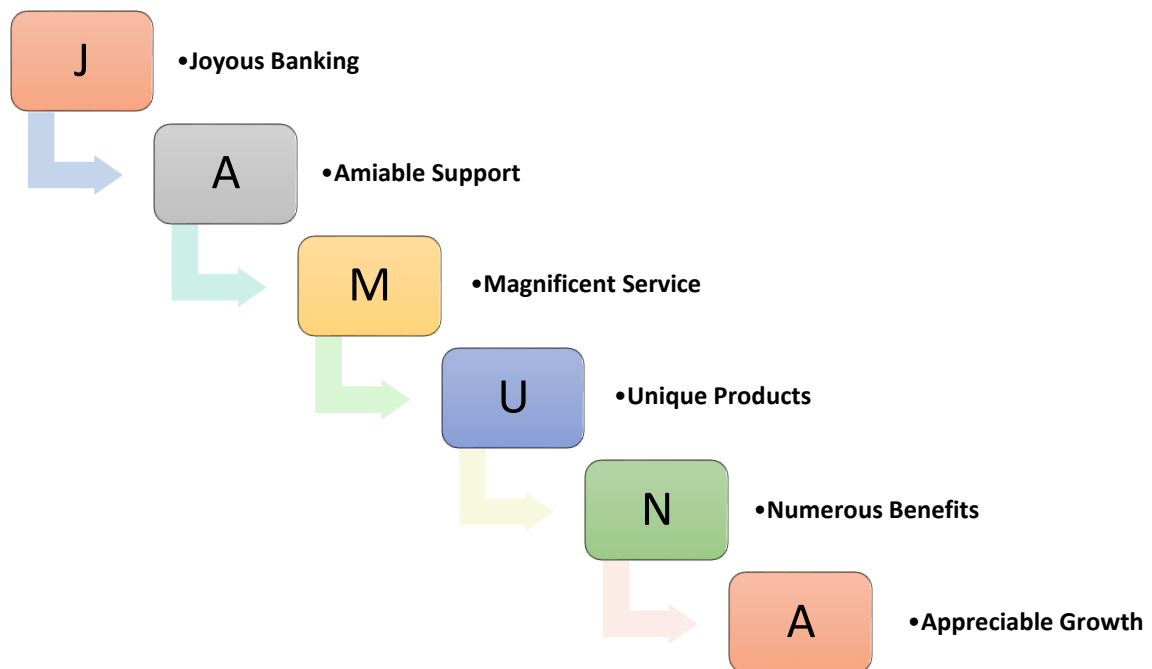 J
•Joyous Banking
A
•Amiable Support
M
•Magnificent Service
U
•Unique Products
N
•Numerous Benefits
A
•Appreciable Growth